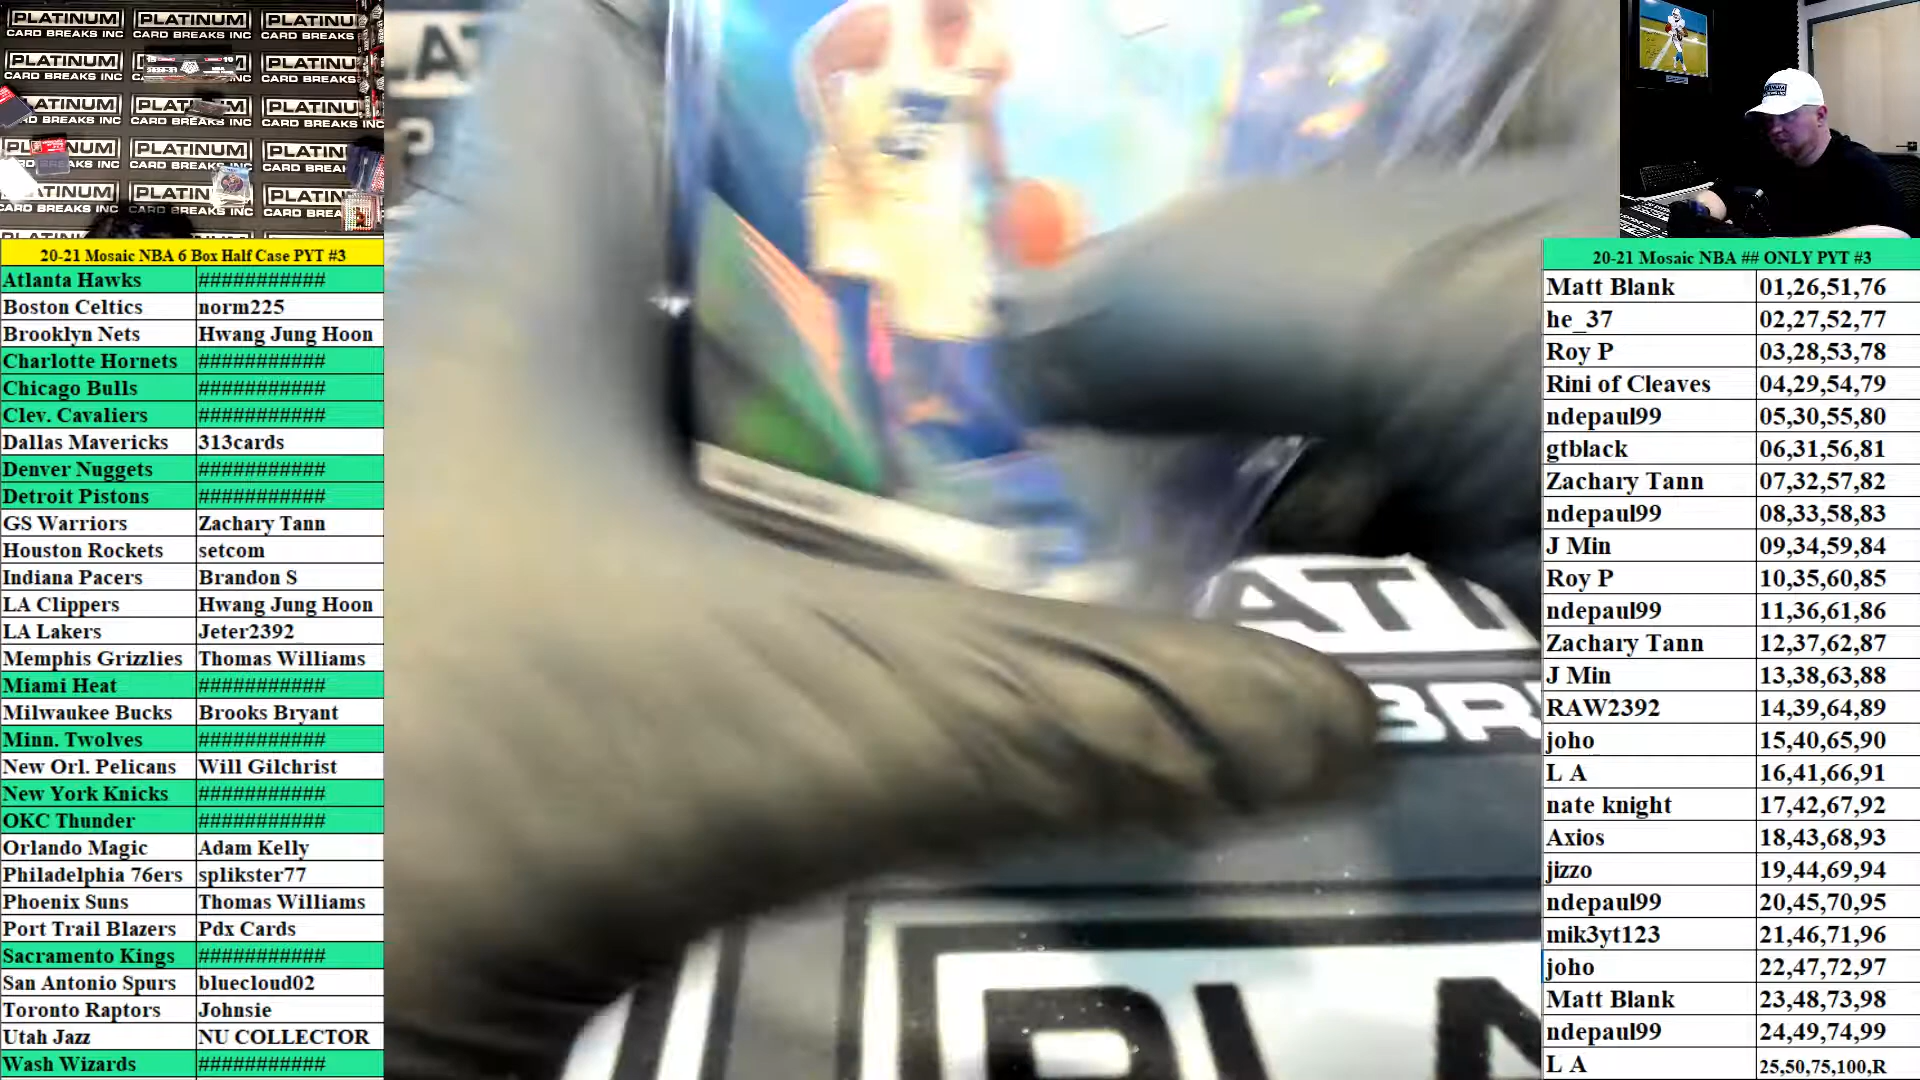 PLATINUM PLATINUM PLATINU
CARD BREAKS INC CARD BREAKS INC CARD BREAKS INC
20-21 Mosaic NBA 6 Box Half Case PYT #3
Atlanta Hawks ###########
Boston Celtics norm225
Brooklyn Nets Hwang Jung Hoon
Charlotte Hornets ###########
Chicago Bulls ###########
Clev. Cavaliers ###########
Dallas Mavericks 313cards
Denver Nuggets ###########
Detroit Pistons ###########
GS Warriors Zachary Tann
Houston Rockets setcom
Indiana Pacers Brandon S
LA Clippers Hwang Jung Hoon
LA Lakers Jeter2392
Memphis Grizzlies Thomas Williams
Miami Heat ###########
Milwaukee Bucks Brooks Bryant
Minn. Twolves ###########
New Orl. Pelicans Will Gilchrist
New York Knicks ###########
OKC Thunder ###########
Orlando Magic Adam Kelly
Philadelphia 76ers splikster77
Phoenix Suns Thomas Williams
Port Trail Blazers Pdx Cards
Sacramento Kings ###########
San Antonio Spurs bluecloud02
Toronto Raptors Johnsie
Utah Jazz NU COLLECTOR
Wash Wizards ###########
ATI
BR
20-21 Mosaic NBA ## ONLY PYT #3
Matt Blank 01,26,51,76
he_37 02,27,52,77
Roy P 03,28,53,78
Rini of Cleaves 04,29,54,79
ndepaul99 05,30,55,80
gtblack 06,31,56,81
Zachary Tann 07,32,57,82
ndepaul99 08,33,58,83
J Min 09,34,59,84
Roy P 10,35,60,85
ndepaul99 11,36,61,86
Zachary Tann 12,37,62,87
J Min 13,38,63,88
RAW2392 14,39,64,89
joho 15,40,65,90
L A 16,41,66,91
nate knight 17,42,67,92
Axios 18,43,68,93
jizzo 19,44,69,94
ndepaul99 20,45,70,95
mik3yt123 21,46,71,96
joho 22,47,72,97
Matt Blank 23,48,73,98
ndepaul99 24,49,74,99
L A 25,50,75,100,R